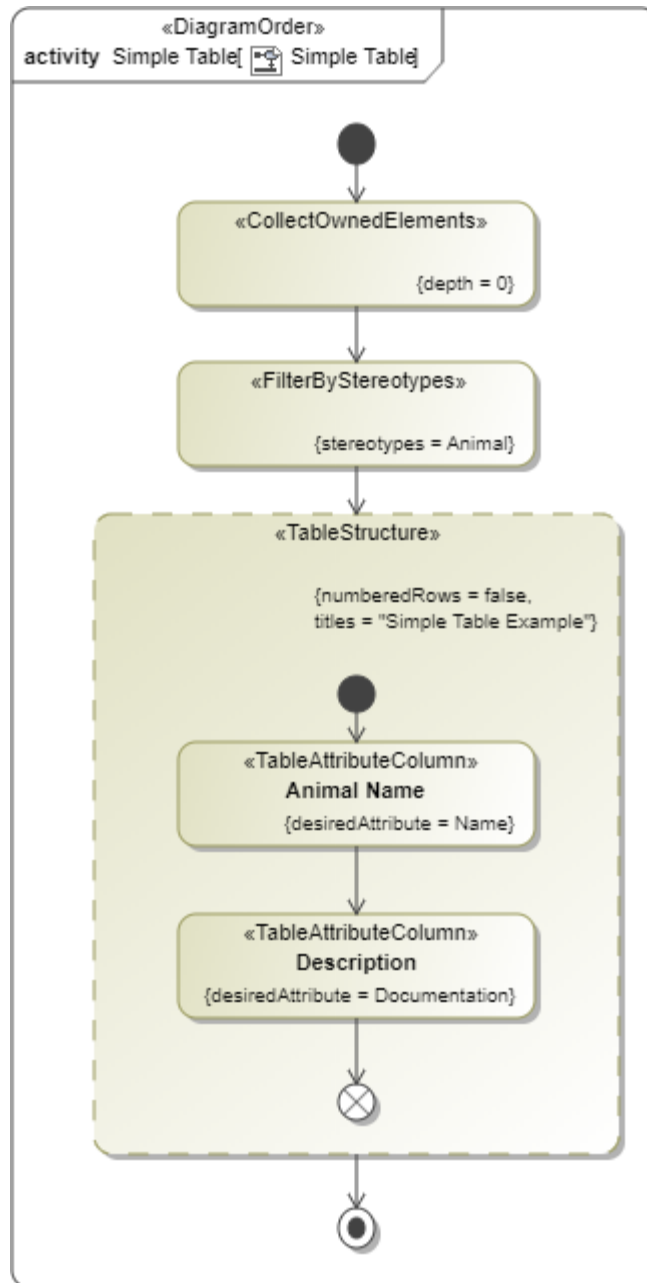 «DiagramOrder»
activity Simple Table[ Simple Table]
«CollectOwnedElements»
{depth = 0}
«FilterByStereotypes»
{stereotypes = Animal}
«TableStructure»
{numberedRows = false,
titles = "Simple Table Example"}
«TableAttributeColumn»
Animal Name
{desiredAttribute = Name}
«TableAttributeColumn»
Description
{desiredAttribute = Documentation}